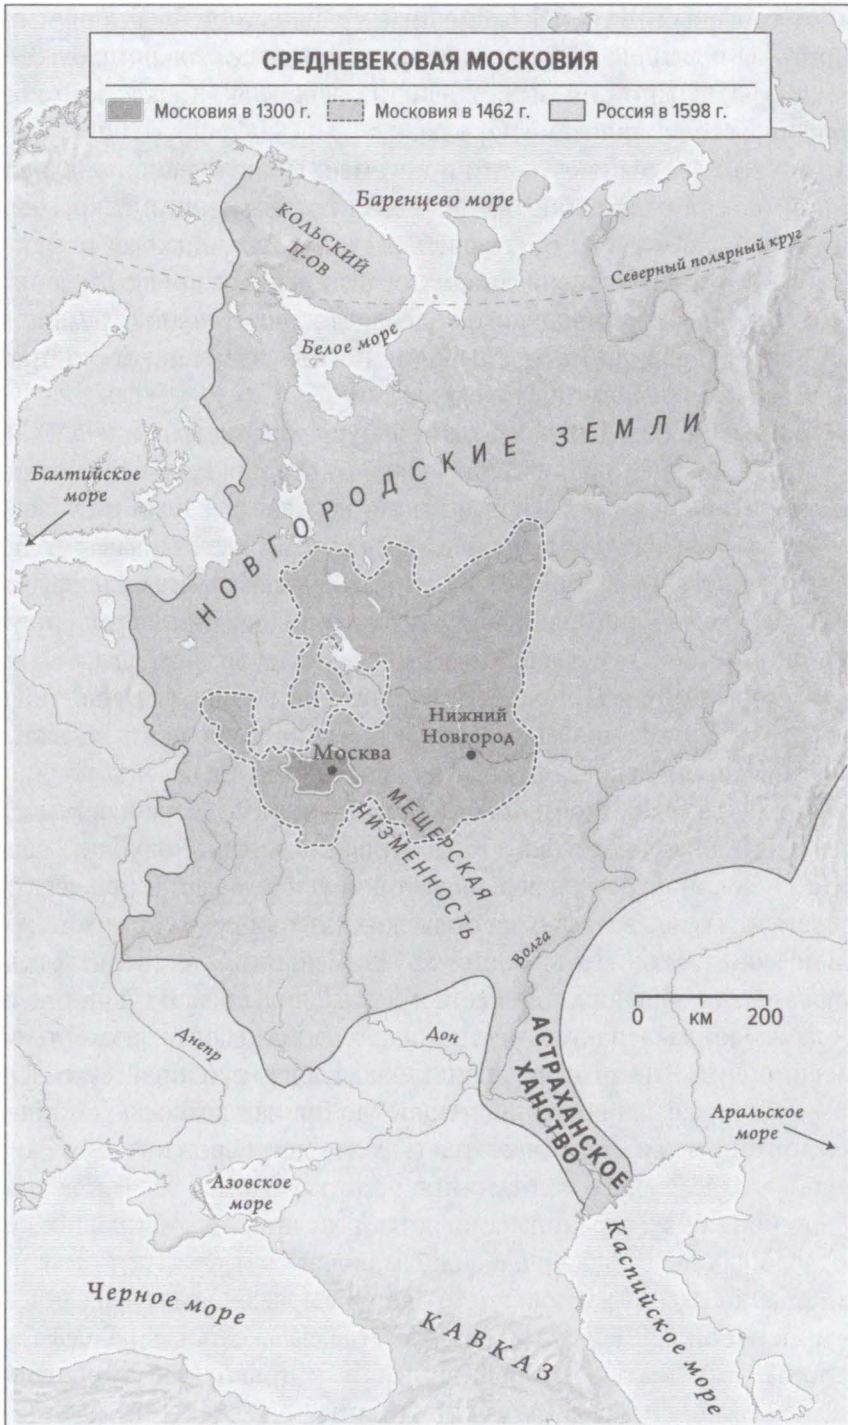 СРЕДНЕВЕКОВАЯ МОСКОВИЯ
Московия в 1300 г. Московия в 1462 г. Россия в 1598 г.
Баренцево море
КОЛЬСКИЙ
П-ОВ
Северный полярный круг
Белое море
НОВГОРОДСКИЕ ЗЕМЛИ
Балтийское
море
Нижний
Новгород
Москва
МЕЩЕРСКАЯ
НИЗМЕННОСТЬ
Волга
0 км 200
Днепр
Дон
АСТРАХАНСКОЕ
ХАНСТВО
Аральское
море
Азовское
море
Черное море
КАВКАЗ
Каспийское море